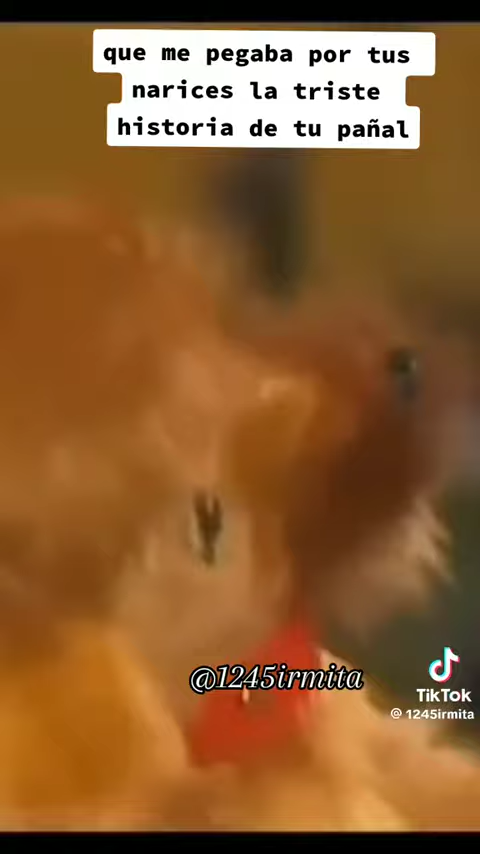 que me pegaba por tus
narices la triste
historia de tu pañal
@1245irmita
TikTok
@ 1245irmita